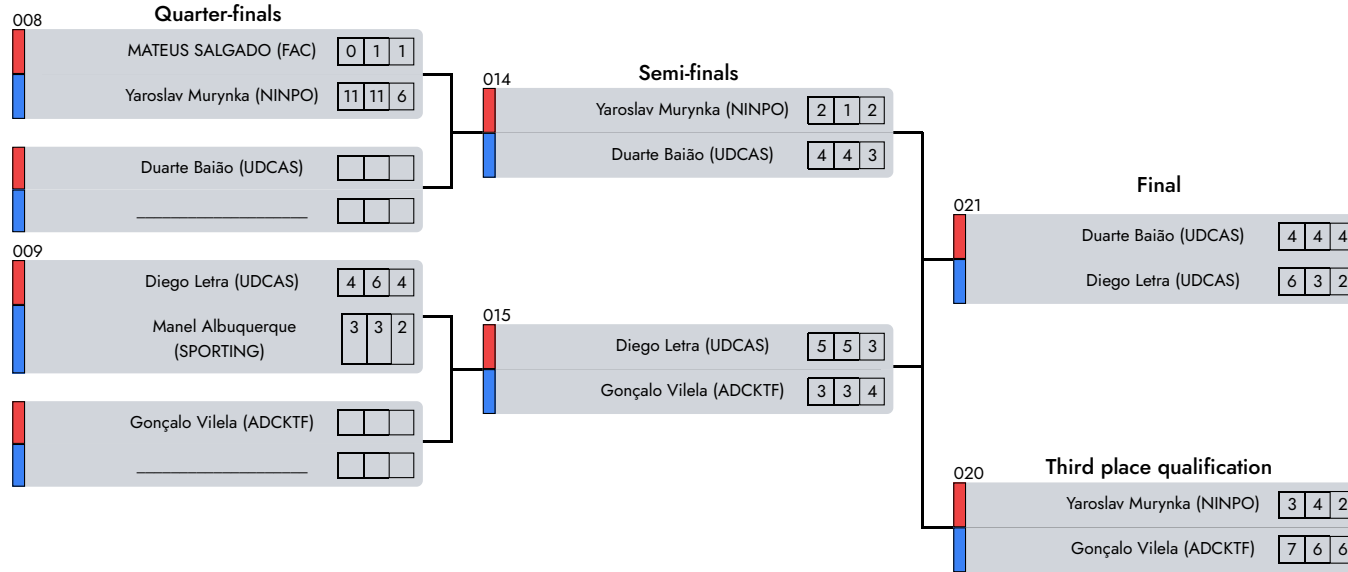 Quarter-finals
008
MATEUS SALGADO (FAC) 0 1 1
Yaroslav Murynka (NINPO) 11 11 6
Duarte Baião (UDCAS)
____________________
009
Diego Letra (UDCAS) 4 6 4
Manel Albuquerque 3 3 2
(SPORTING)
Gonçalo Vilela (ADCKTF)
____________________
Semi-finals
014
Yaroslav Murynka (NINPO) 2 1 2
Duarte Baião (UDCAS) 4 4 3
015
Diego Letra (UDCAS) 5 5 3
Gonçalo Vilela (ADCKTF) 3 3 4
Final
021
Duarte Baião (UDCAS) 4 4 4
Diego Letra (UDCAS) 6 3 2
Third place qualification
020
Yaroslav Murynka (NINPO) 3 4 2
Gonçalo Vilela (ADCKTF) 7 6 6